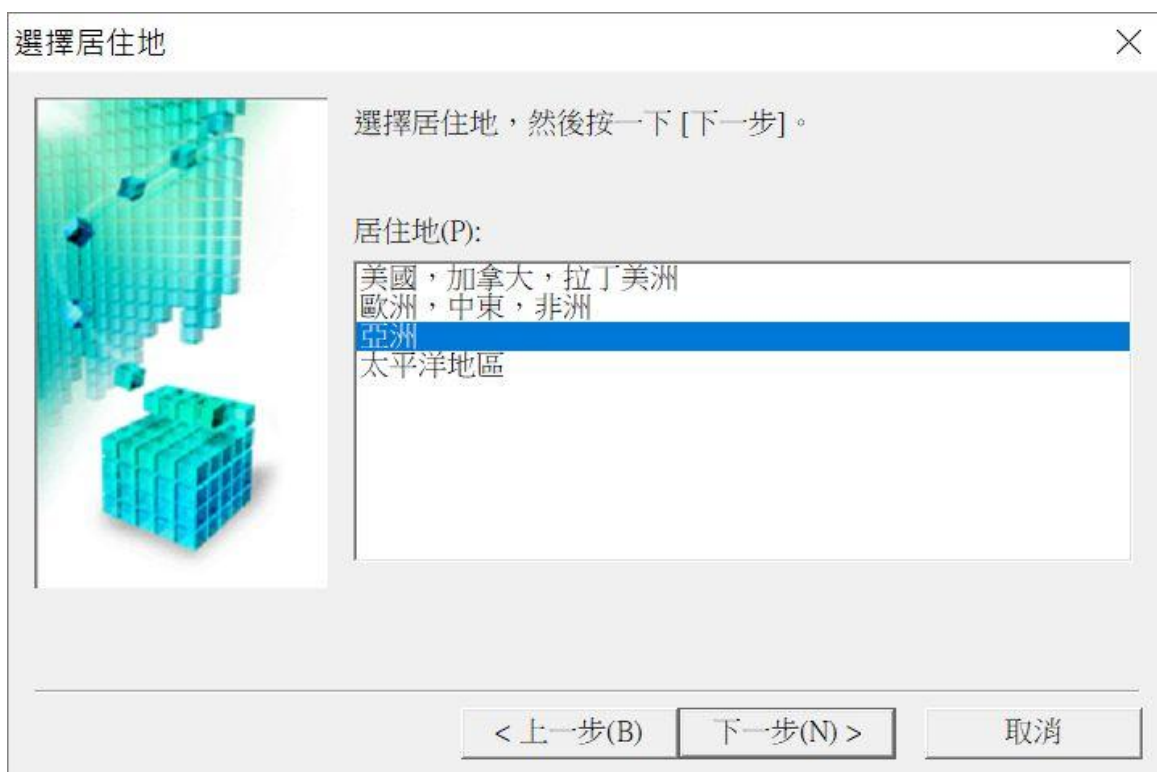 選擇居住地
選擇居住地，然後按一下 [下一步]。
居住地(P):
美國，加拿大，拉丁美洲
歐洲，中東，非洲
亞洲
太平洋地區
< 上一步(B)
下一步(N) >
取消